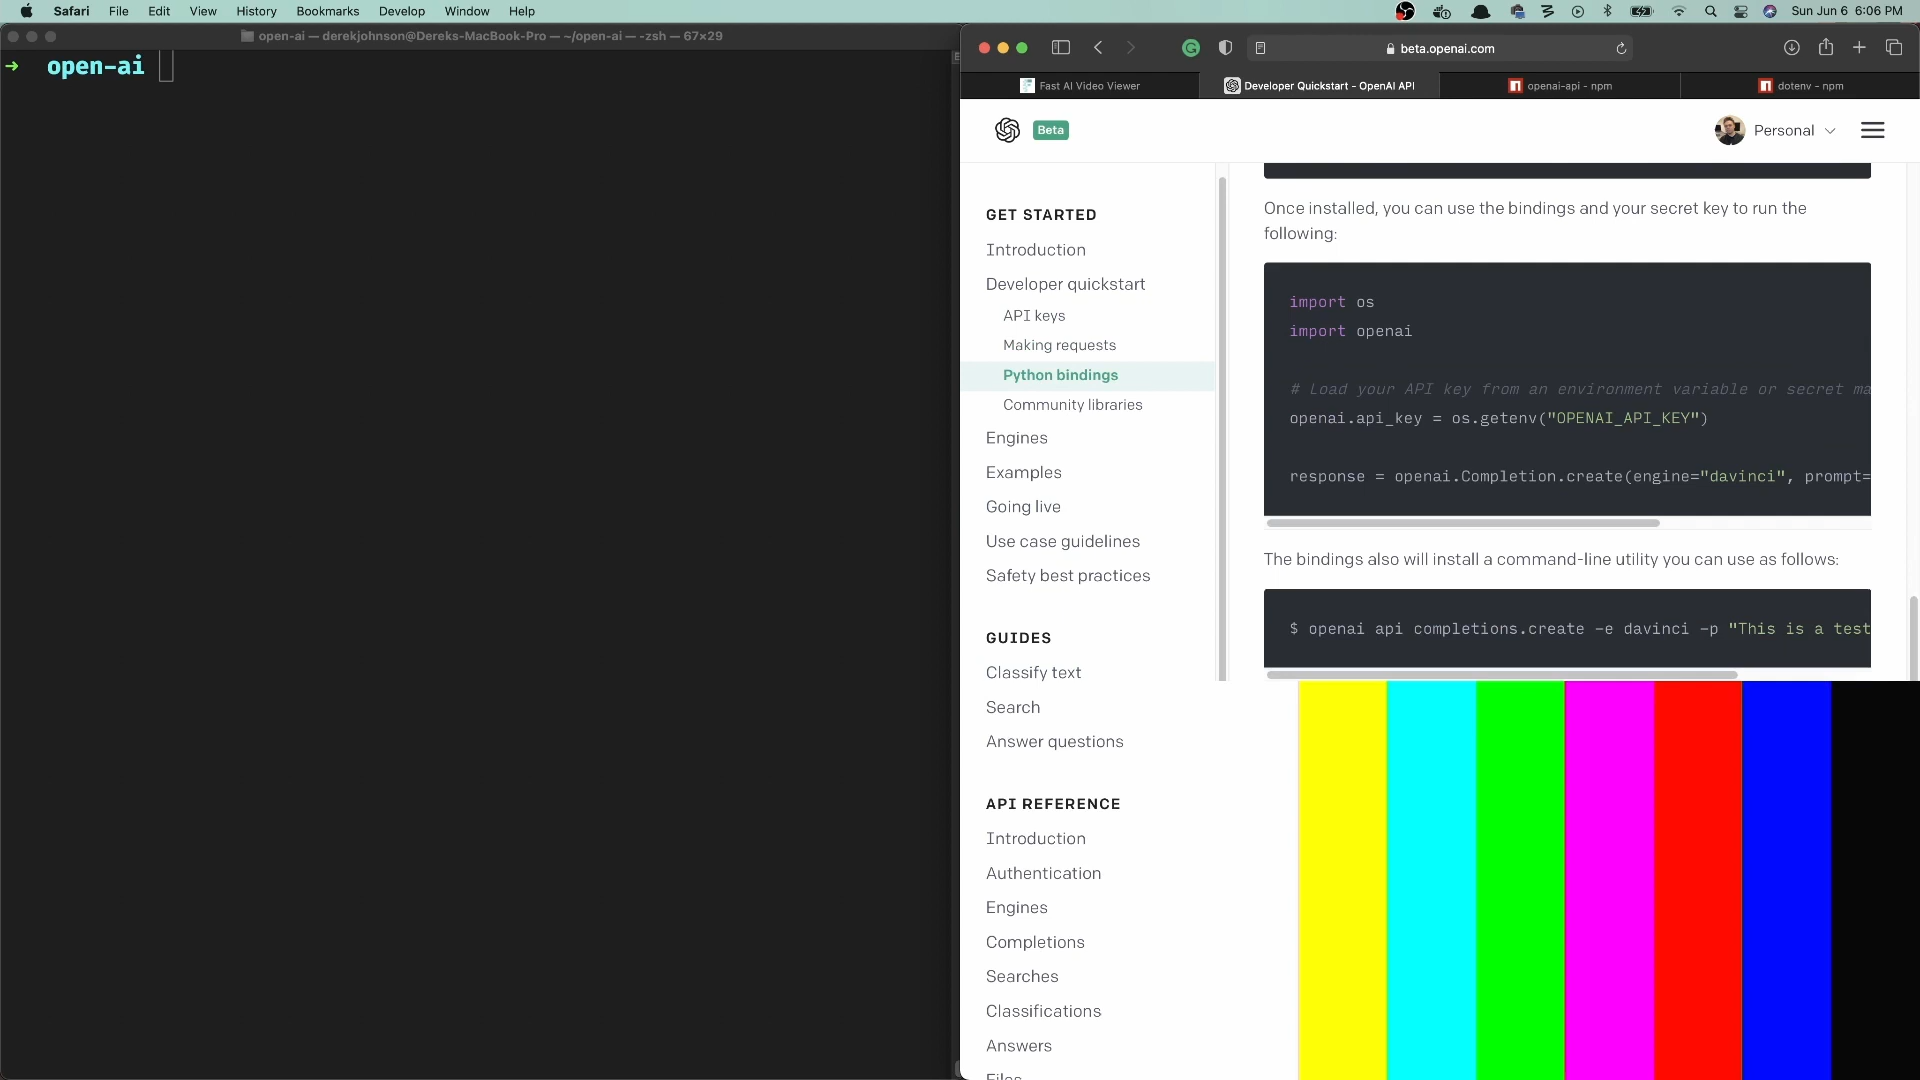 Safari File Edit View History Bookmarks Develop Window Help
Sun Jun 6 6:06 PM
open-ai — derekjohnson@Dereks-MacBook-Pro — ~/open-ai — -zsh — 67×29
→ open-ai
beta.openai.com
Fast AI Video Viewer
Developer Quickstart - OpenAI API
openai-api - npm
dotenv - npm
Beta
Personal
GET STARTED
Introduction
Developer quickstart
API keys
Making requests
Python bindings
Community libraries
Engines
Examples
Going live
Use case guidelines
Safety best practices
GUIDES
Classify text
Search
Answer questions
API REFERENCE
Introduction
Authentication
Engines
Completions
Searches
Classifications
Answers
Files
Once installed, you can use the bindings and your secret key to run the
following:
import os
import openai
# Load your API key from an environment variable or secret ma
openai.api_key = os.getenv("OPENAI_API_KEY")
response = openai.Completion.create(engine="davinci", prompt=
The bindings also will install a command-line utility you can use as follows:
$ openai api completions.create -e davinci -p "This is a test